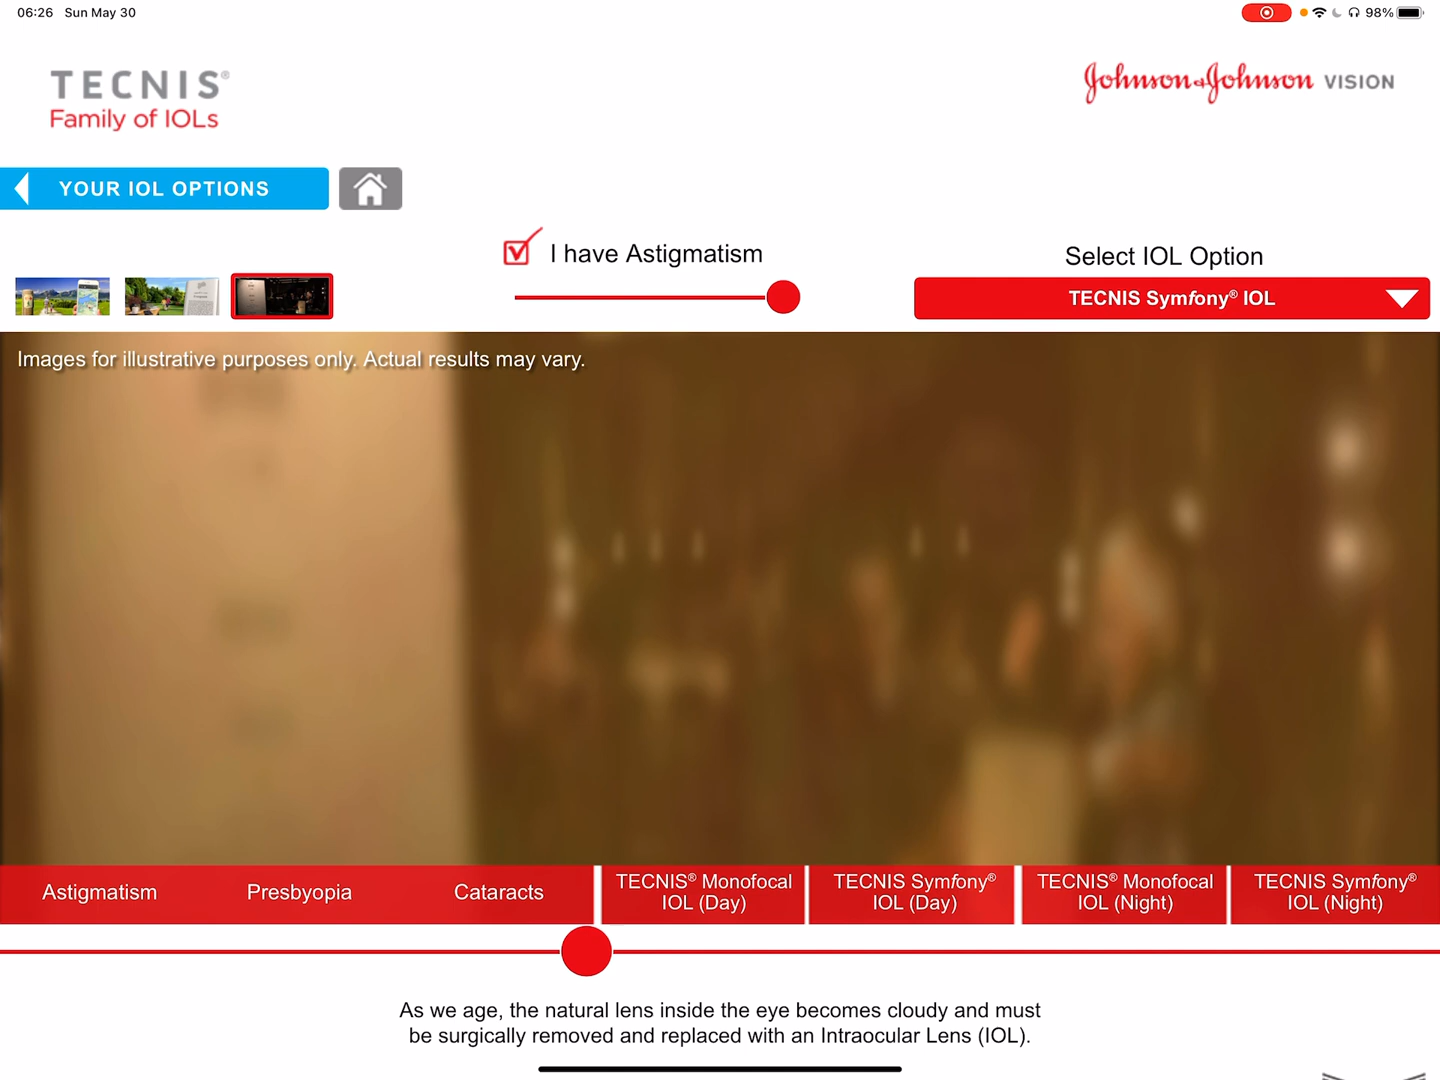 06:26 Sun May 30
98%
TECNIS®
Family of IOLs
Johnson & Johnson VISION
YOUR IOL OPTIONS
I have Astigmatism
Select IOL Option
TECNIS Symfony® IOL
Images for illustrative purposes only. Actual results may vary.
Astigmatism
Presbyopia
Cataracts
TECNIS® Monofocal
IOL (Day)
TECNIS Symfony®
IOL (Day)
TECNIS® Monofocal
IOL (Night)
TECNIS Symfony®
IOL (Night)
As we age, the natural lens inside the eye becomes cloudy and must
be surgically removed and replaced with an Intraocular Lens (IOL).